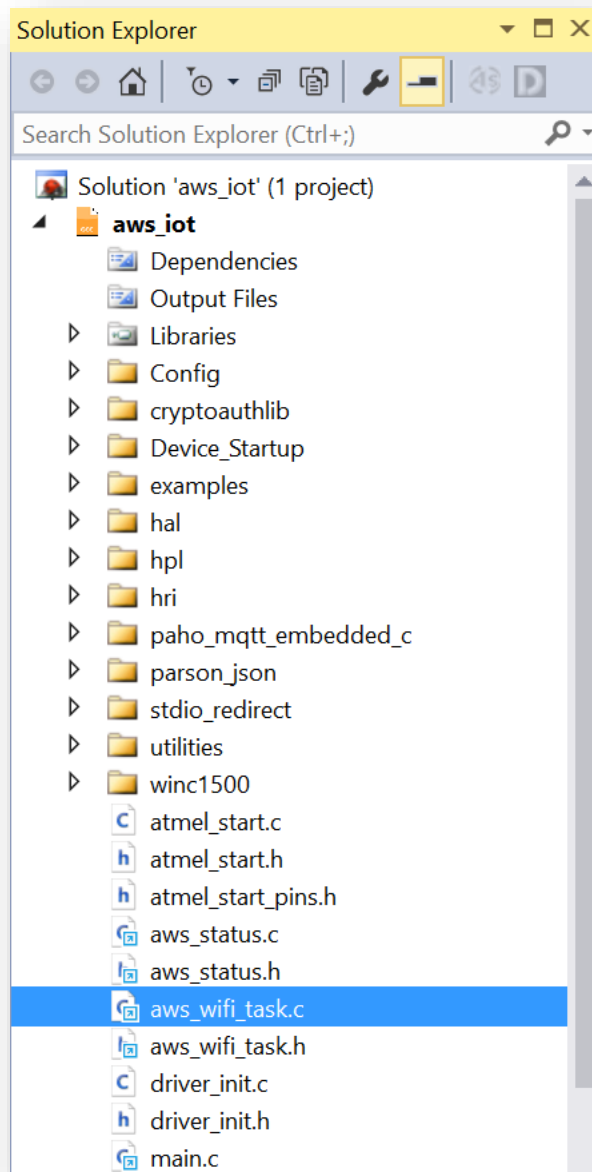 Solution Explorer
Search Solution Explorer (Ctrl+;)
Solution 'aws_iot' (1 project)
aws_iot
Dependencies
Output Files
Libraries
Config
cryptoauthlib
Device_Startup
examples
hal
hpl
hri
paho_mqtt_embedded_c
parson_json
stdio_redirect
utilities
winc1500
atmel_start.c
atmel_start.h
atmel_start_pins.h
aws_status.c
aws_status.h
aws_wifi_task.c
aws_wifi_task.h
driver_init.c
driver_init.h
main.c